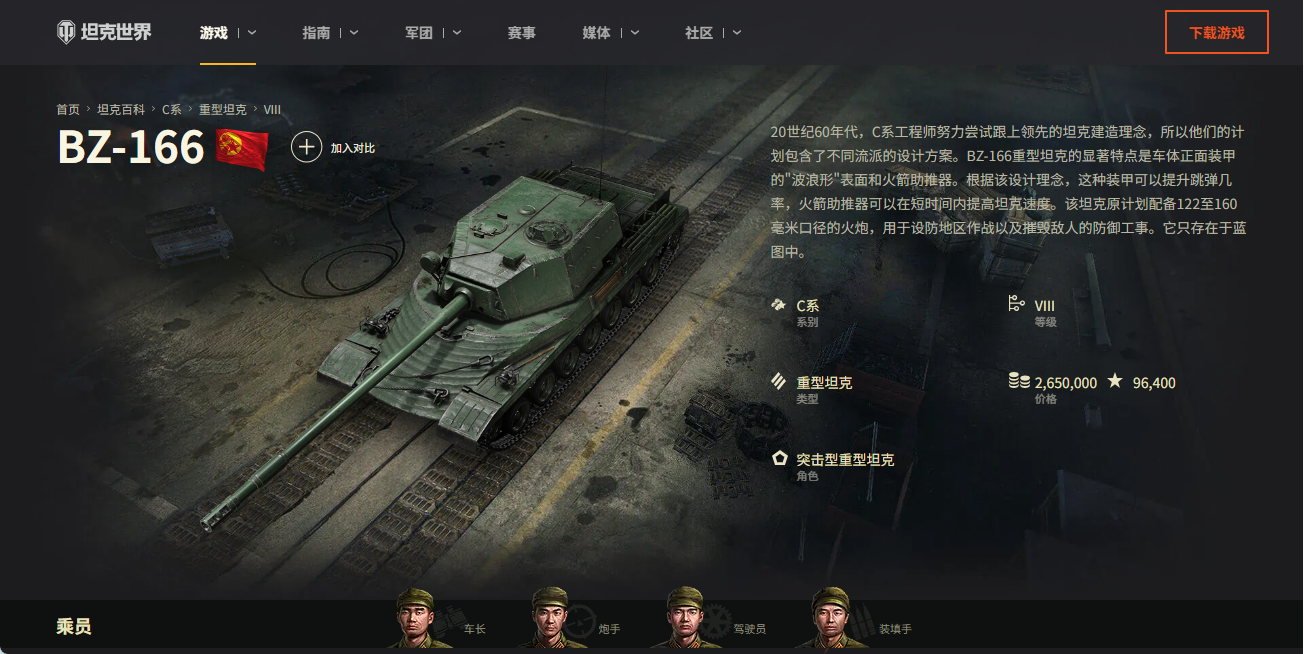 坦克世界 游戏 指南 军团 赛事 媒体 社区 下载游戏
首页 › 坦克百科 › C系 › 重型坦克 › VIII
BZ-166 加入对比
20世纪60年代，C系工程师努力尝试跟上领先的坦克建造理念，所以他们的计
划包含了不同流派的设计方案。BZ-166重型坦克的显著特点是车体正面装甲
的"波浪形"表面和火箭助推器。根据该设计理念，这种装甲可以提升跳弹几
率，火箭助推器可以在短时间内提高坦克速度。该坦克原计划配备122至160
毫米口径的火炮，用于设防地区作战以及摧毁敌人的防御工事。它只存在于蓝
图中。
C系 VIII
系别 等级
重型坦克 2,650,000 96,400
类型 价格
突击型重型坦克
角色
乘员 车长 炮手 驾驶员 装填手